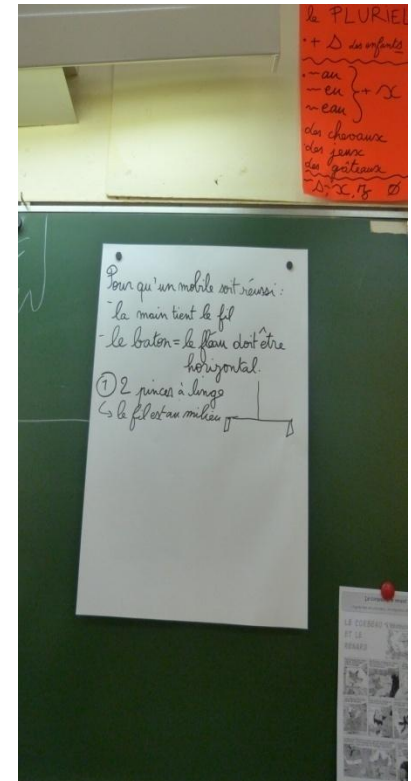 le PLURIEL
• + s des enfants
• - au
~ eu } + x
~ eau
des chevaux
des jeux
des gâteaux
~ s, x, z Ø
Pour qu'un mobile soit réussi :
- la main tient le fil
- le baton = le fléau doit être
horizontal.
① 2 pinces à linge
↳ le fil est au milieu
LE CORBEAU
ET LE
RENARD